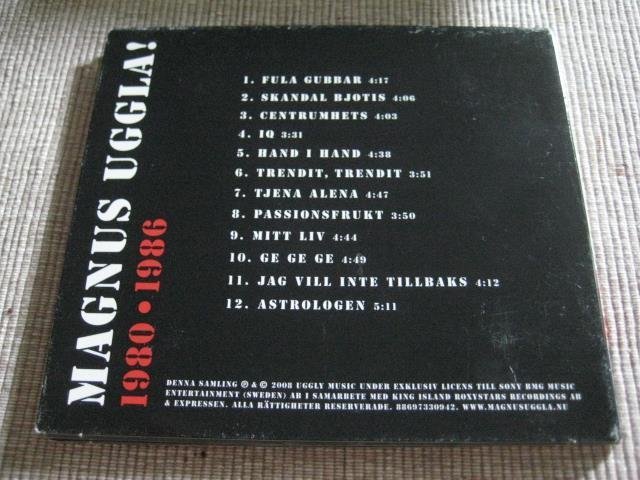 MAGNUS UGGLA!
1980 • 1986
1. FULA GUBBAR 4:17
2. SKANDAL BJOTIS 4:06
3. CENTRUMHETS 4:03
4. IQ 3:31
5. HAND I HAND 4:38
6. TRENDIT, TRENDIT 3:51
7. TJENA ALENA 4:47
8. PASSIONSFRUKT 3:50
9. MITT LIV 4:44
10. GE GE GE 4:49
11. JAG VILL INTE TILLBAKS 4:12
12. ASTROLOGEN 5:11
DENNA SAMLING ℗ & © 2008 UGGLY MUSIC UNDER EXKLUSIV LICENS TILL SONY BMG MUSIC
ENTERTAINMENT (SWEDEN) AB I SAMARBETE MED KING ISLAND ROXYSTARS RECORDINGS AB
& EXPRESSEN. ALLA RÄTTIGHETER RESERVERADE. 88697330942. WWW.MAGNUSUGGLA.NU